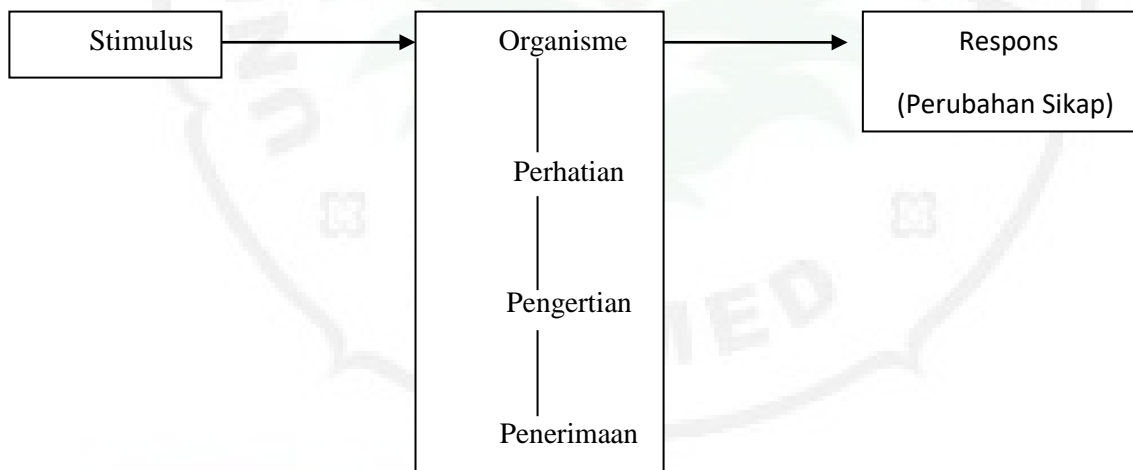 Stimulus
Organisme
Respons
(Perubahan Sikap)
Perhatian
Pengertian
Penerimaan